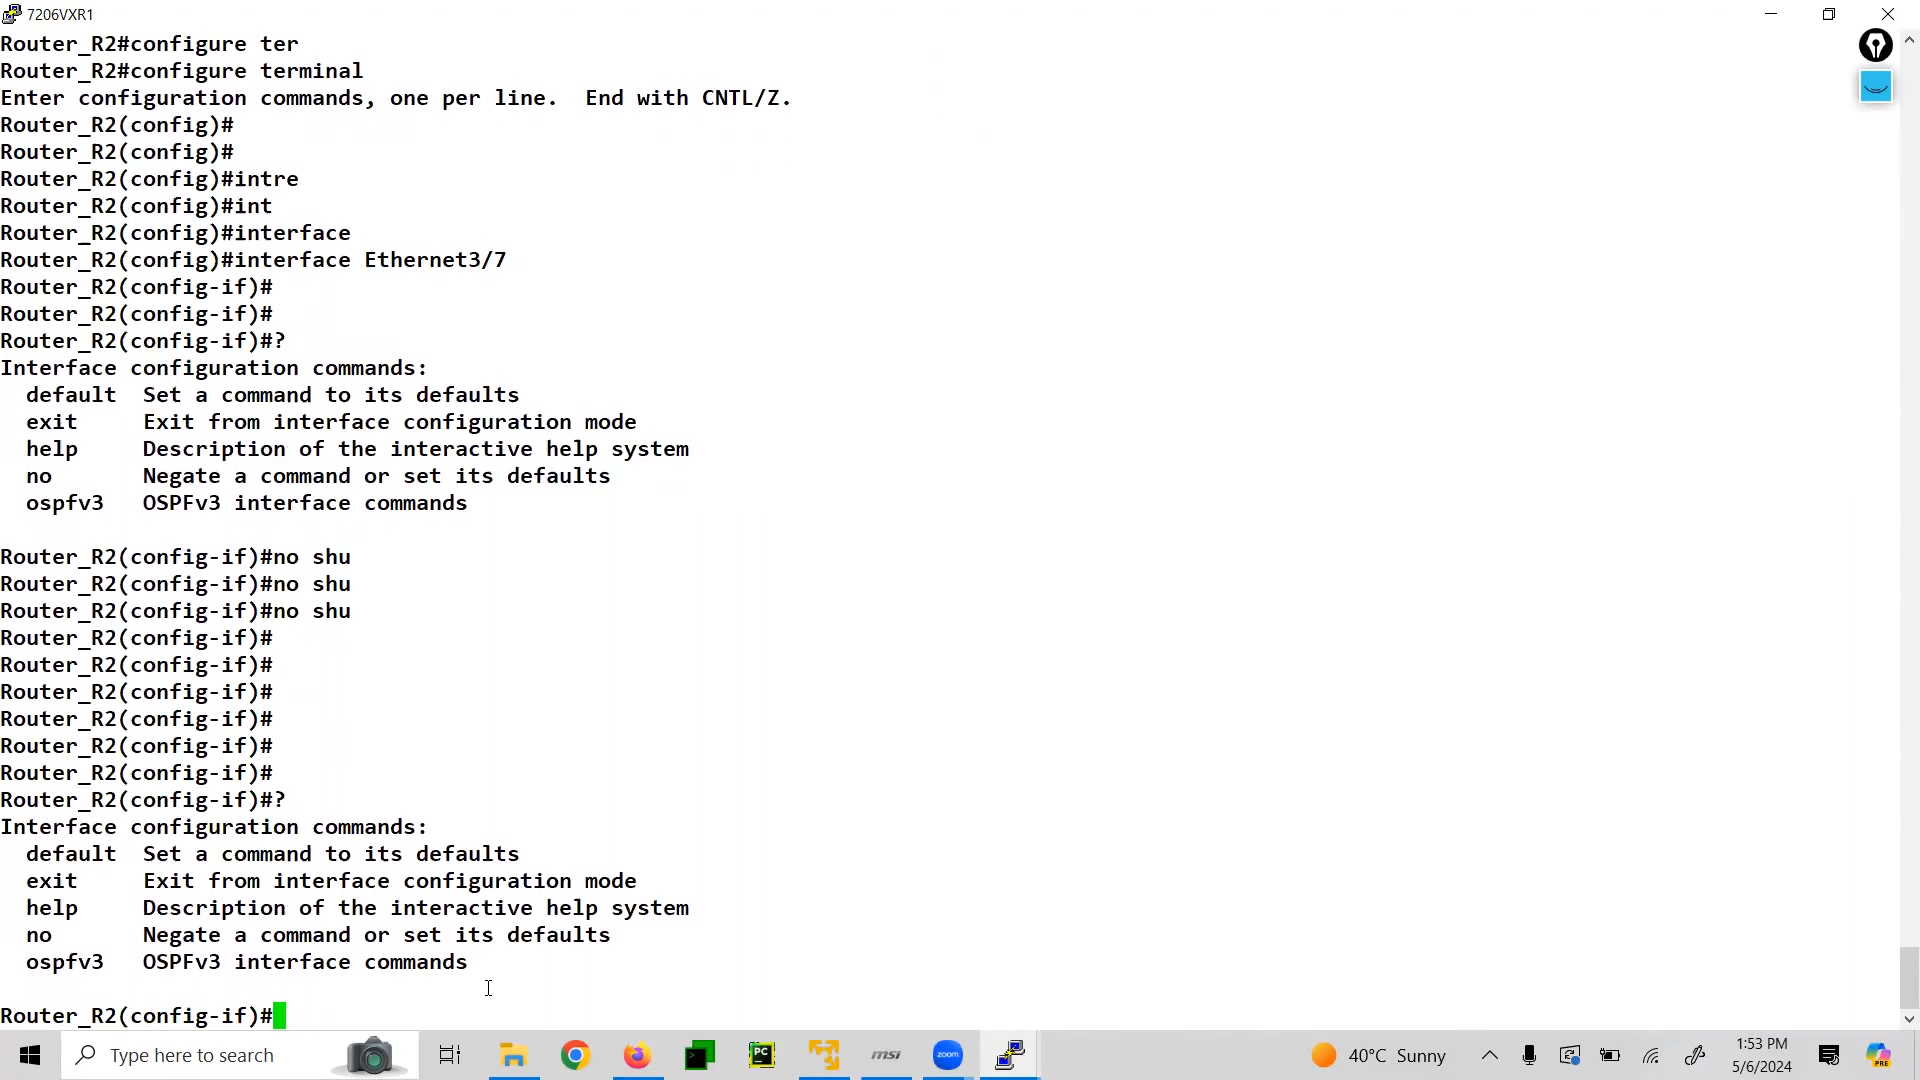 7206VXR1
Router_R2#configure ter
Router_R2#configure terminal
Enter configuration commands, one per line.  End with CNTL/Z.
Router_R2(config)#
Router_R2(config)#
Router_R2(config)#intre
Router_R2(config)#int
Router_R2(config)#interface
Router_R2(config)#interface Ethernet3/7
Router_R2(config-if)#
Router_R2(config-if)#
Router_R2(config-if)#?
Interface configuration commands:
  default  Set a command to its defaults
  exit     Exit from interface configuration mode
  help     Description of the interactive help system
  no       Negate a command or set its defaults
  ospfv3   OSPFv3 interface commands
Router_R2(config-if)#no shu
Router_R2(config-if)#no shu
Router_R2(config-if)#no shu
Router_R2(config-if)#
Router_R2(config-if)#
Router_R2(config-if)#
Router_R2(config-if)#
Router_R2(config-if)#
Router_R2(config-if)#
Router_R2(config-if)#?
Interface configuration commands:
  default  Set a command to its defaults
  exit     Exit from interface configuration mode
  help     Description of the interactive help system
  no       Negate a command or set its defaults
  ospfv3   OSPFv3 interface commands
Router_R2(config-if)#
Type here to search
PC
msi
zoom
40°C Sunny
1:53 PM
5/6/2024
PRE